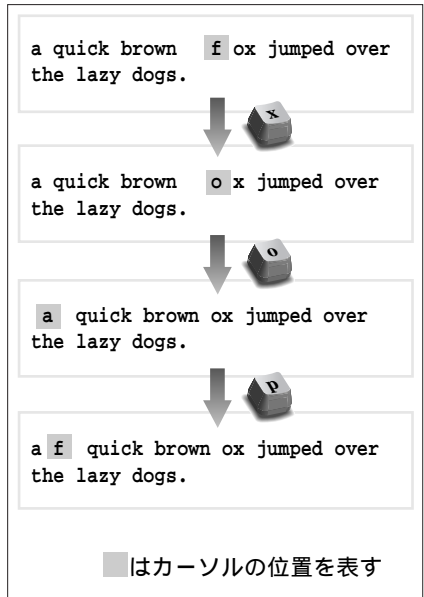 a quick brown fox jumped over
the lazy dogs.
x
a quick brown ox jumped over
the lazy dogs.
o
a quick brown ox jumped over
the lazy dogs.
p
a f quick brown ox jumped over
the lazy dogs.
はカーソルの位置を表す